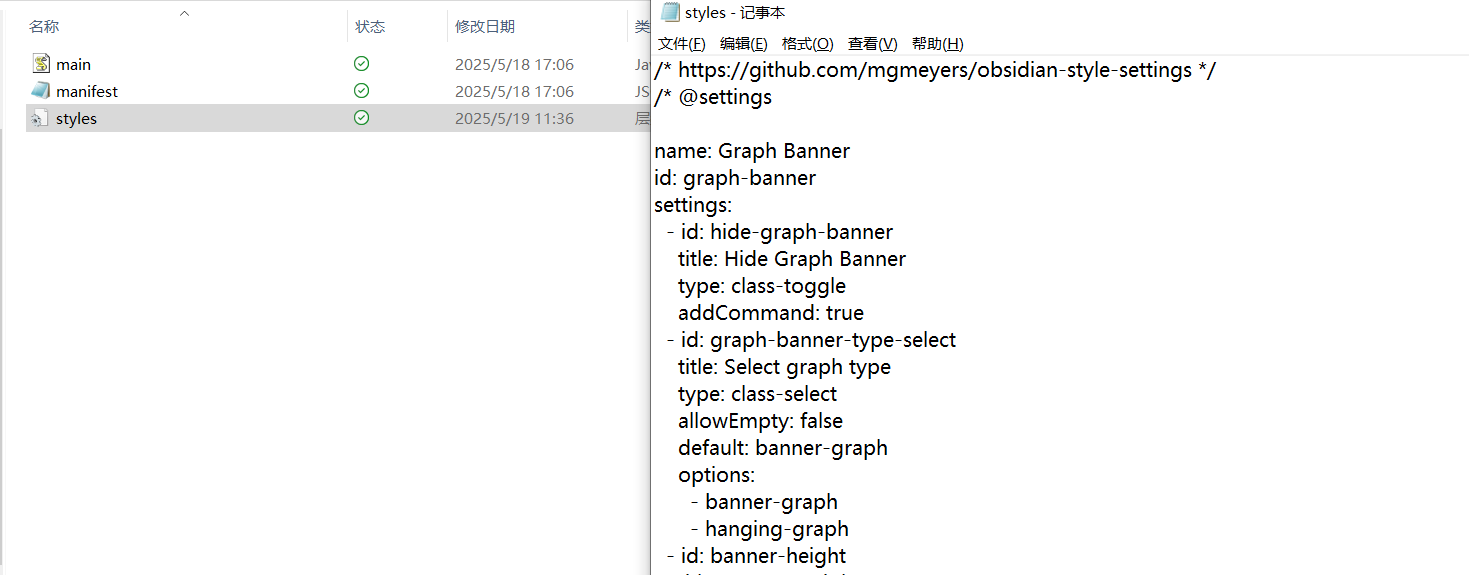 名称 状态 修改日期 类
main 2025/5/18 17:06 Ja
manifest 2025/5/18 17:06 JS
styles 2025/5/19 11:36 层
styles - 记事本
文件(F) 编辑(E) 格式(O) 查看(V) 帮助(H)
/* https://github.com/mgmeyers/obsidian-style-settings */
/* @settings
name: Graph Banner
id: graph-banner
settings:
- id: hide-graph-banner
title: Hide Graph Banner
type: class-toggle
addCommand: true
- id: graph-banner-type-select
title: Select graph type
type: class-select
allowEmpty: false
default: banner-graph
options:
- banner-graph
- hanging-graph
- id: banner-height